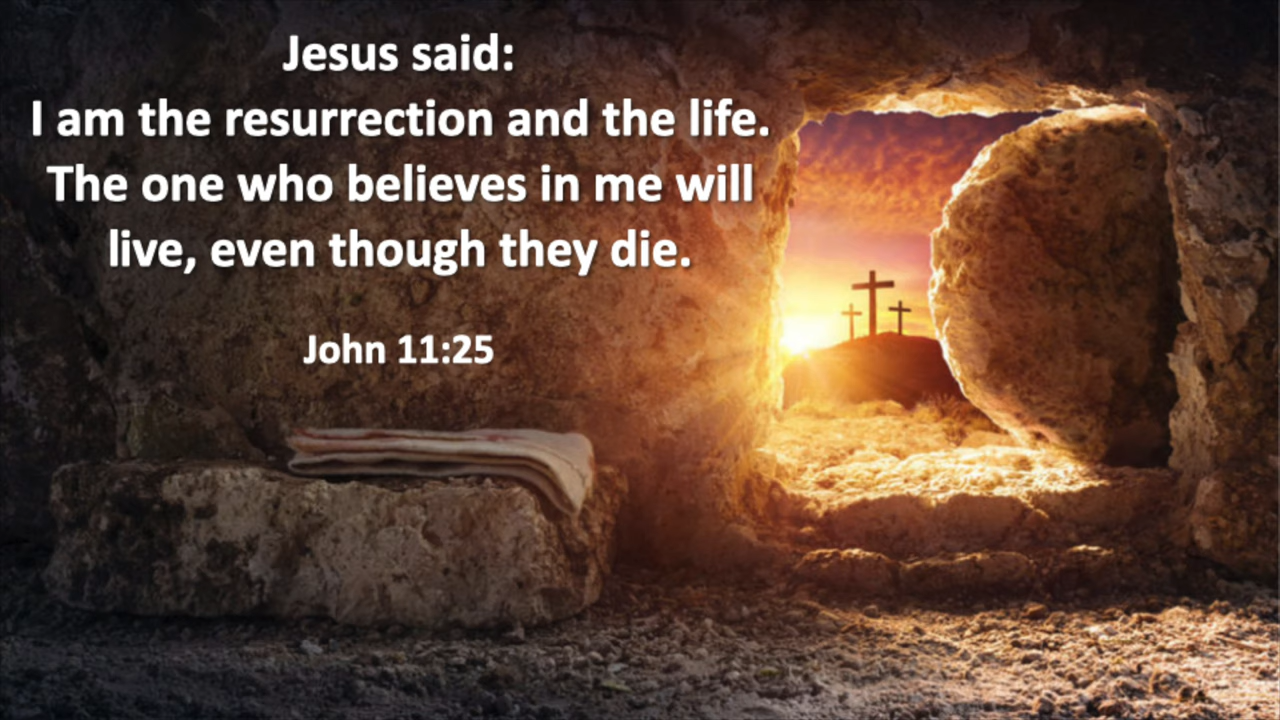 Jesus said:
I am the resurrection and the life.
The one who believes in me will
live, even though they die.
John 11:25